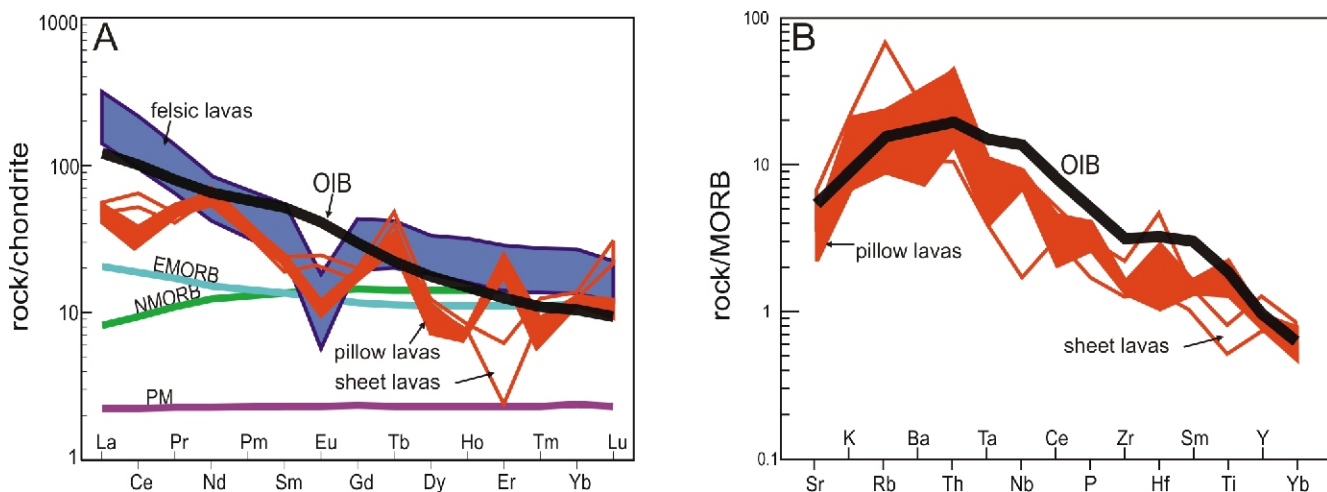 A
1000
100
10
1
rock/chondrite
felsic lavas
OIB
EMORB
NMORB
pillow lavas
sheet lavas
PM
La Pr Pm Eu Tb Ho Tm Lu
Ce Nd Sm Gd Dy Er Yb
B
100
10
1
0.1
rock/MORB
OIB
pillow lavas
sheet lavas
K Ba Ta Ce Zr Sm Y
Sr Rb Th Nb P Hf Ti Yb